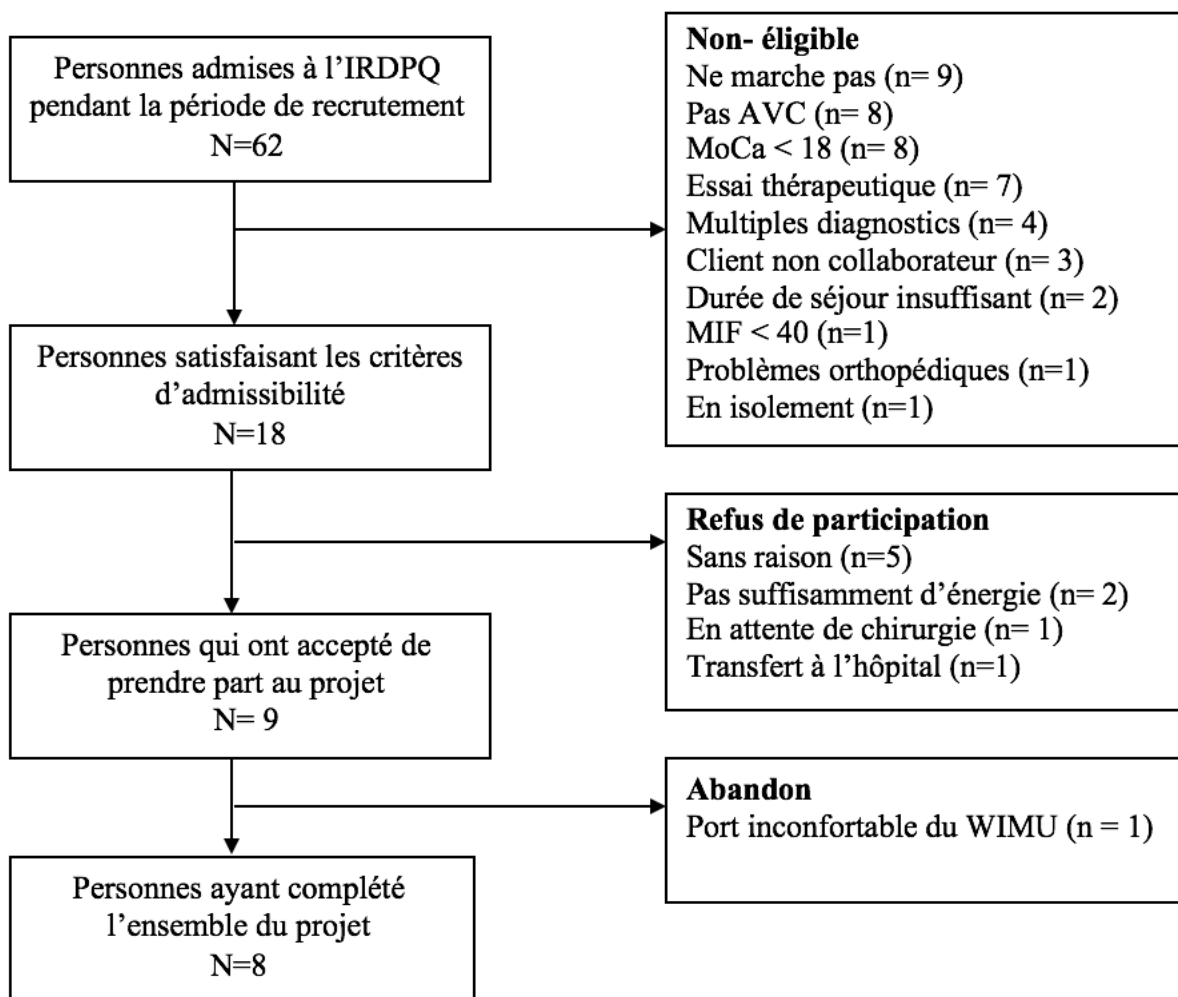 Personnes admises à l'IRDPQ
pendant la période de recrutement
N=62
Non- éligible
Ne marche pas (n= 9)
Pas AVC (n= 8)
MoCa < 18 (n= 8)
Essai thérapeutique (n= 7)
Multiples diagnostics (n= 4)
Client non collaborateur (n= 3)
Durée de séjour insuffisant (n= 2)
MIF < 40 (n=1)
Problèmes orthopédiques (n=1)
En isolement (n=1)
Personnes satisfaisant les critères
d'admissibilité
N=18
Refus de participation
Sans raison (n=5)
Pas suffisamment d'énergie (n= 2)
En attente de chirurgie (n= 1)
Transfert à l'hôpital (n=1)
Personnes qui ont accepté de
prendre part au projet
N= 9
Abandon
Port inconfortable du WIMU (n = 1)
Personnes ayant complété
l'ensemble du projet
N=8